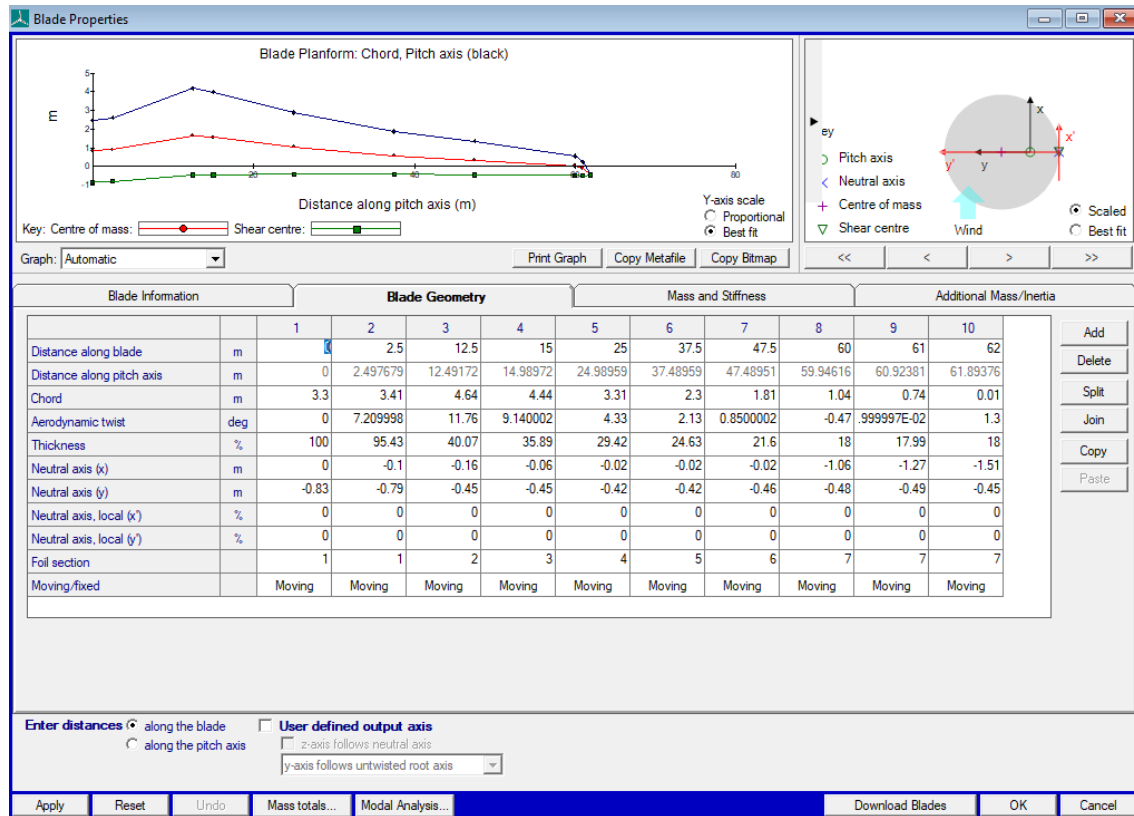 Blade Properties
Blade Planform: Chord, Pitch axis (black)
m
5
4
3
2
1
0
-1
20
40
60
80
Distance along pitch axis (m)
Key: Centre of mass: Shear centre:
Y-axis scale
Proportional
Best fit
ey
Pitch axis
Neutral axis
Centre of mass
Shear centre
x
x'
y'
y
Wind
Scaled
Best fit
Graph: Automatic
Print Graph Copy Metafile Copy Bitmap
<< < > >>
Blade Information Blade Geometry Mass and Stiffness Additional Mass/Inertia
1 2 3 4 5 6 7 8 9 10
Distance along blade m 0 2.5 12.5 15 25 37.5 47.5 60 61 62
Distance along pitch axis m 0 2.497679 12.49172 14.98972 24.98959 37.48959 47.48951 59.94616 60.92381 61.89376
Chord m 3.3 3.41 4.64 4.44 3.31 2.3 1.81 1.04 0.74 0.01
Aerodynamic twist deg 0 7.209998 11.76 9.140002 4.33 2.13 0.8500002 -0.47 .999997E-02 1.3
Thickness % 100 95.43 40.07 35.89 29.42 24.63 21.6 18 17.99 18
Neutral axis (x) m 0 -0.1 -0.16 -0.06 -0.02 -0.02 -0.02 -1.06 -1.27 -1.51
Neutral axis (y) m -0.83 -0.79 -0.45 -0.45 -0.42 -0.42 -0.46 -0.48 -0.49 -0.45
Neutral axis, local (x') % 0 0 0 0 0 0 0 0 0 0
Neutral axis, local (y') % 0 0 0 0 0 0 0 0 0 0
Foil section 1 1 2 3 4 5 6 7 7 7
Moving/fixed Moving Moving Moving Moving Moving Moving Moving Moving Moving Moving
Add
Delete
Split
Join
Copy
Paste
Enter distances along the blade
along the pitch axis
User defined output axis
z-axis follows neutral axis
y-axis follows untwisted root axis
Apply Reset Undo Mass totals... Modal Analysis... Download Blades OK Cancel